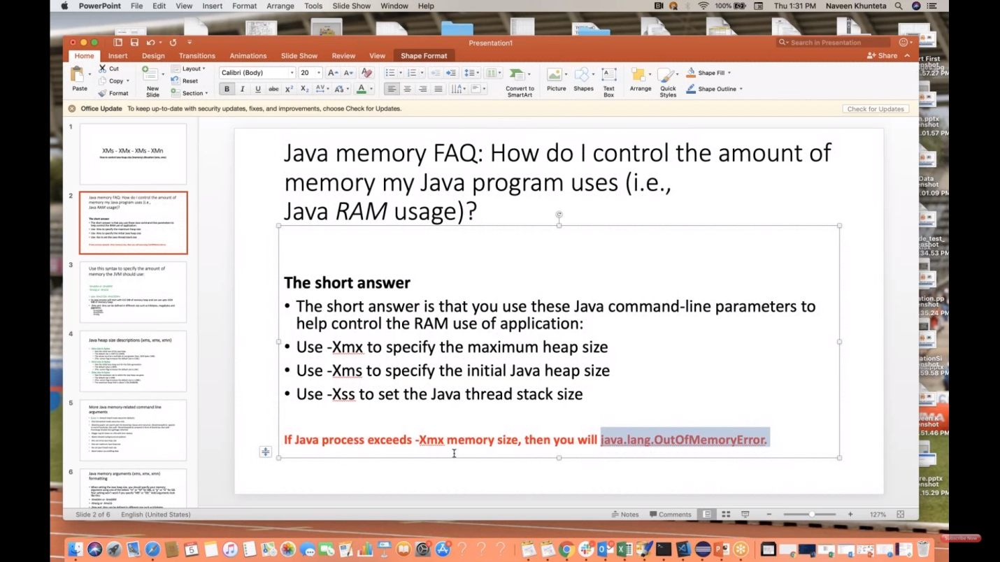 PowerPoint File Edit View Insert Format Arrange Tools Slide Show Window Help 100% Thu 1:31 PM Naveen Khunteta
Presentation1
Search in Presentation
Home Insert Design Transitions Animations Slide Show Review View Shape Format Share
Paste
Cut
Copy
Format
New Slide
Layout
Reset
Section
Calibri (Body) 20
Convert to SmartArt
Picture
Shapes
Text Box
Arrange
Quick Styles
Shape Fill
Shape Outline
Office Update To keep up-to-date with security updates, fixes, and improvements, choose Check for Updates. Check for Updates
1
XMs - XMx - XMs - XMn
2
Java memory FAQ: How do I control the amount of
memory my Java program uses (i.e.,
Java RAM usage)?
The short answer
3
Use this syntax to specify the amount of
memory the JVM should use:
4
Java heap size descriptions (xms, xmx, xmn)
5
More Java memory-related command line
arguments
6
Java memory arguments (xms, xmx, xmn)
formatting
Java memory FAQ: How do I control the amount of
memory my Java program uses (i.e.,
Java RAM usage)?
The short answer
• The short answer is that you use these Java command-line parameters to
help control the RAM use of application:
• Use -Xmx to specify the maximum heap size
• Use -Xms to specify the initial Java heap size
• Use -Xss to set the Java thread stack size
If Java process exceeds -Xmx memory size, then you will java.lang.OutOfMemoryError.
Slide 2 of 6 English (United States) Notes Comments 127%
Subscribe Now